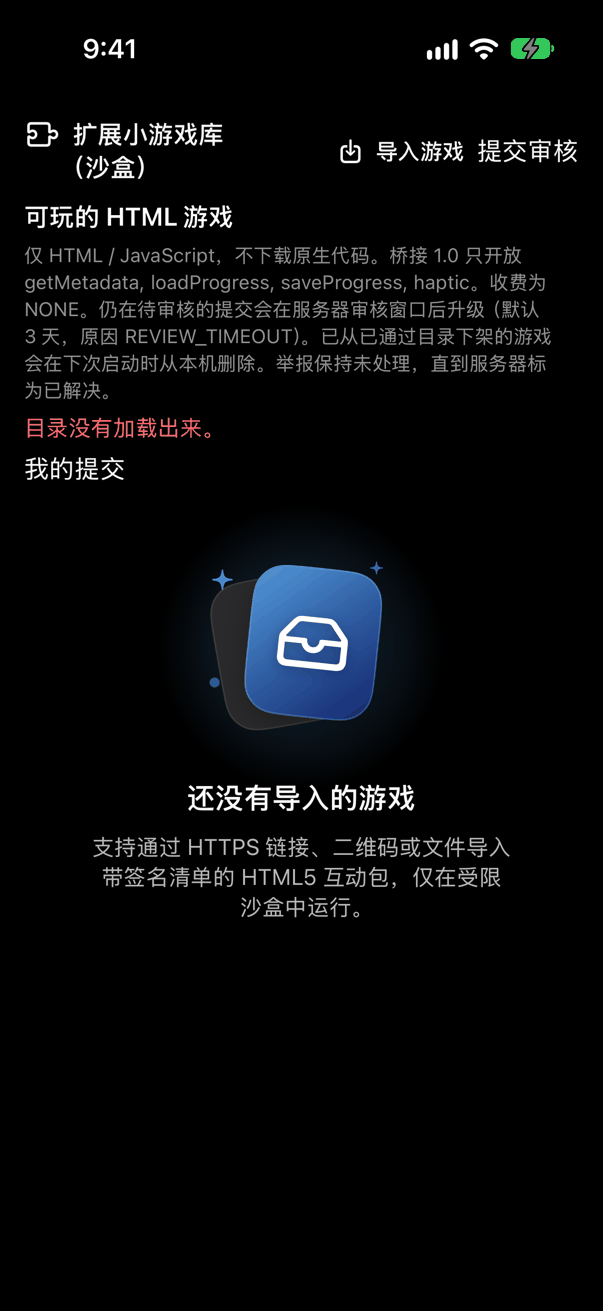 9:41
扩展小游戏库
（沙盒）
导入游戏 提交审核
可玩的 HTML 游戏
仅 HTML / JavaScript，不下载原生代码。桥接 1.0 只开放
getMetadata, loadProgress, saveProgress, haptic。收费为
NONE。仍在待审核的提交会在服务器审核窗口后升级（默认
3 天，原因 REVIEW_TIMEOUT）。已从已通过目录下架的游戏
会在下次启动时从本机删除。举报保持未处理，直到服务器标
为已解决。
目录没有加载出来。
我的提交
还没有导入的游戏
支持通过 HTTPS 链接、二维码或文件导入
带签名清单的 HTML5 互动包，仅在受限
沙盒中运行。